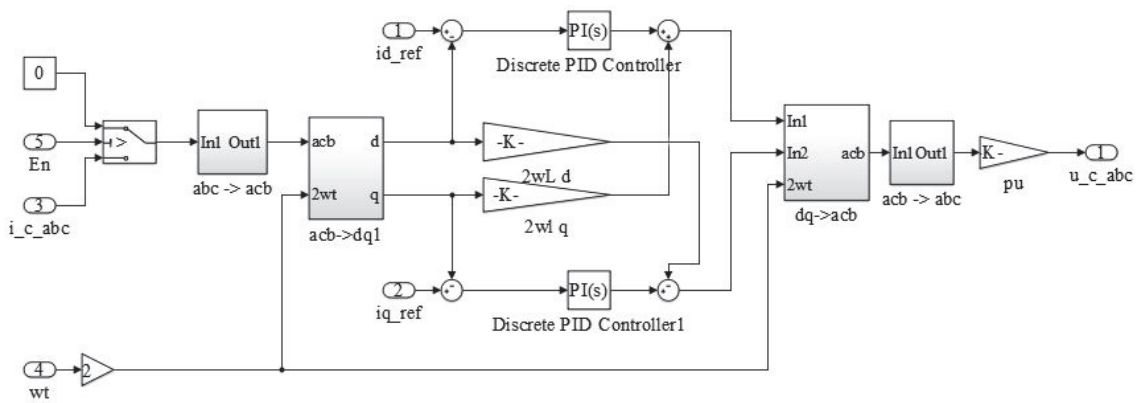 1
id_ref
PI(s)
Discrete PID Controller
0
5
En
3
i_c_abc
>
In1 Out1
abc -> acb
acb
2wt
d
q
acb->dq1
-K-
2wL d
-K-
2wl q
2
iq_ref
PI(s)
Discrete PID Controller1
In1
In2
2wt
acb
dq->acb
In1 Out1
acb -> abc
K-
pu
1
u_c_abc
4
wt
2